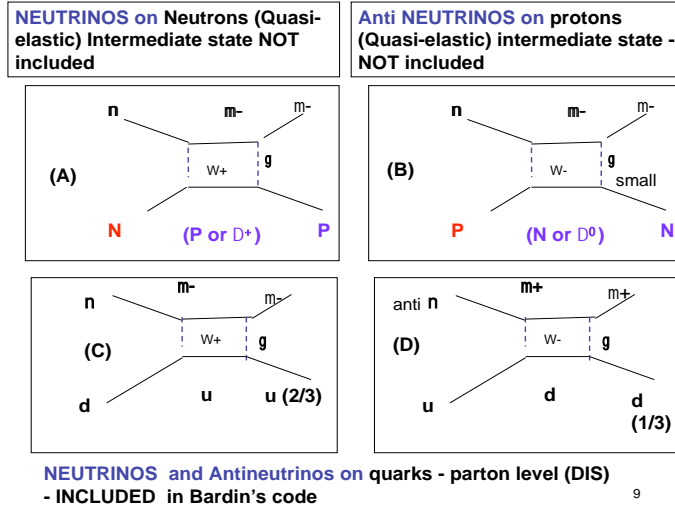 NEUTRINOS on Neutrons (Quasi-
elastic) Intermediate state NOT
included
Anti NEUTRINOS on protons
(Quasi-elastic) intermediate state -
NOT included
n
m-
m-
(A)
W+
g
N
(P or D+)
P
n
m-
m-
(B)
W-
g
small
P
(N or D0)
N
n
m-
m-
(C)
W+
g
d
u
u (2/3)
anti n
m+
m+
(D)
W-
g
u
d
d
(1/3)
NEUTRINOS and Antineutrinos on quarks - parton level (DIS)
- INCLUDED in Bardin's code
9